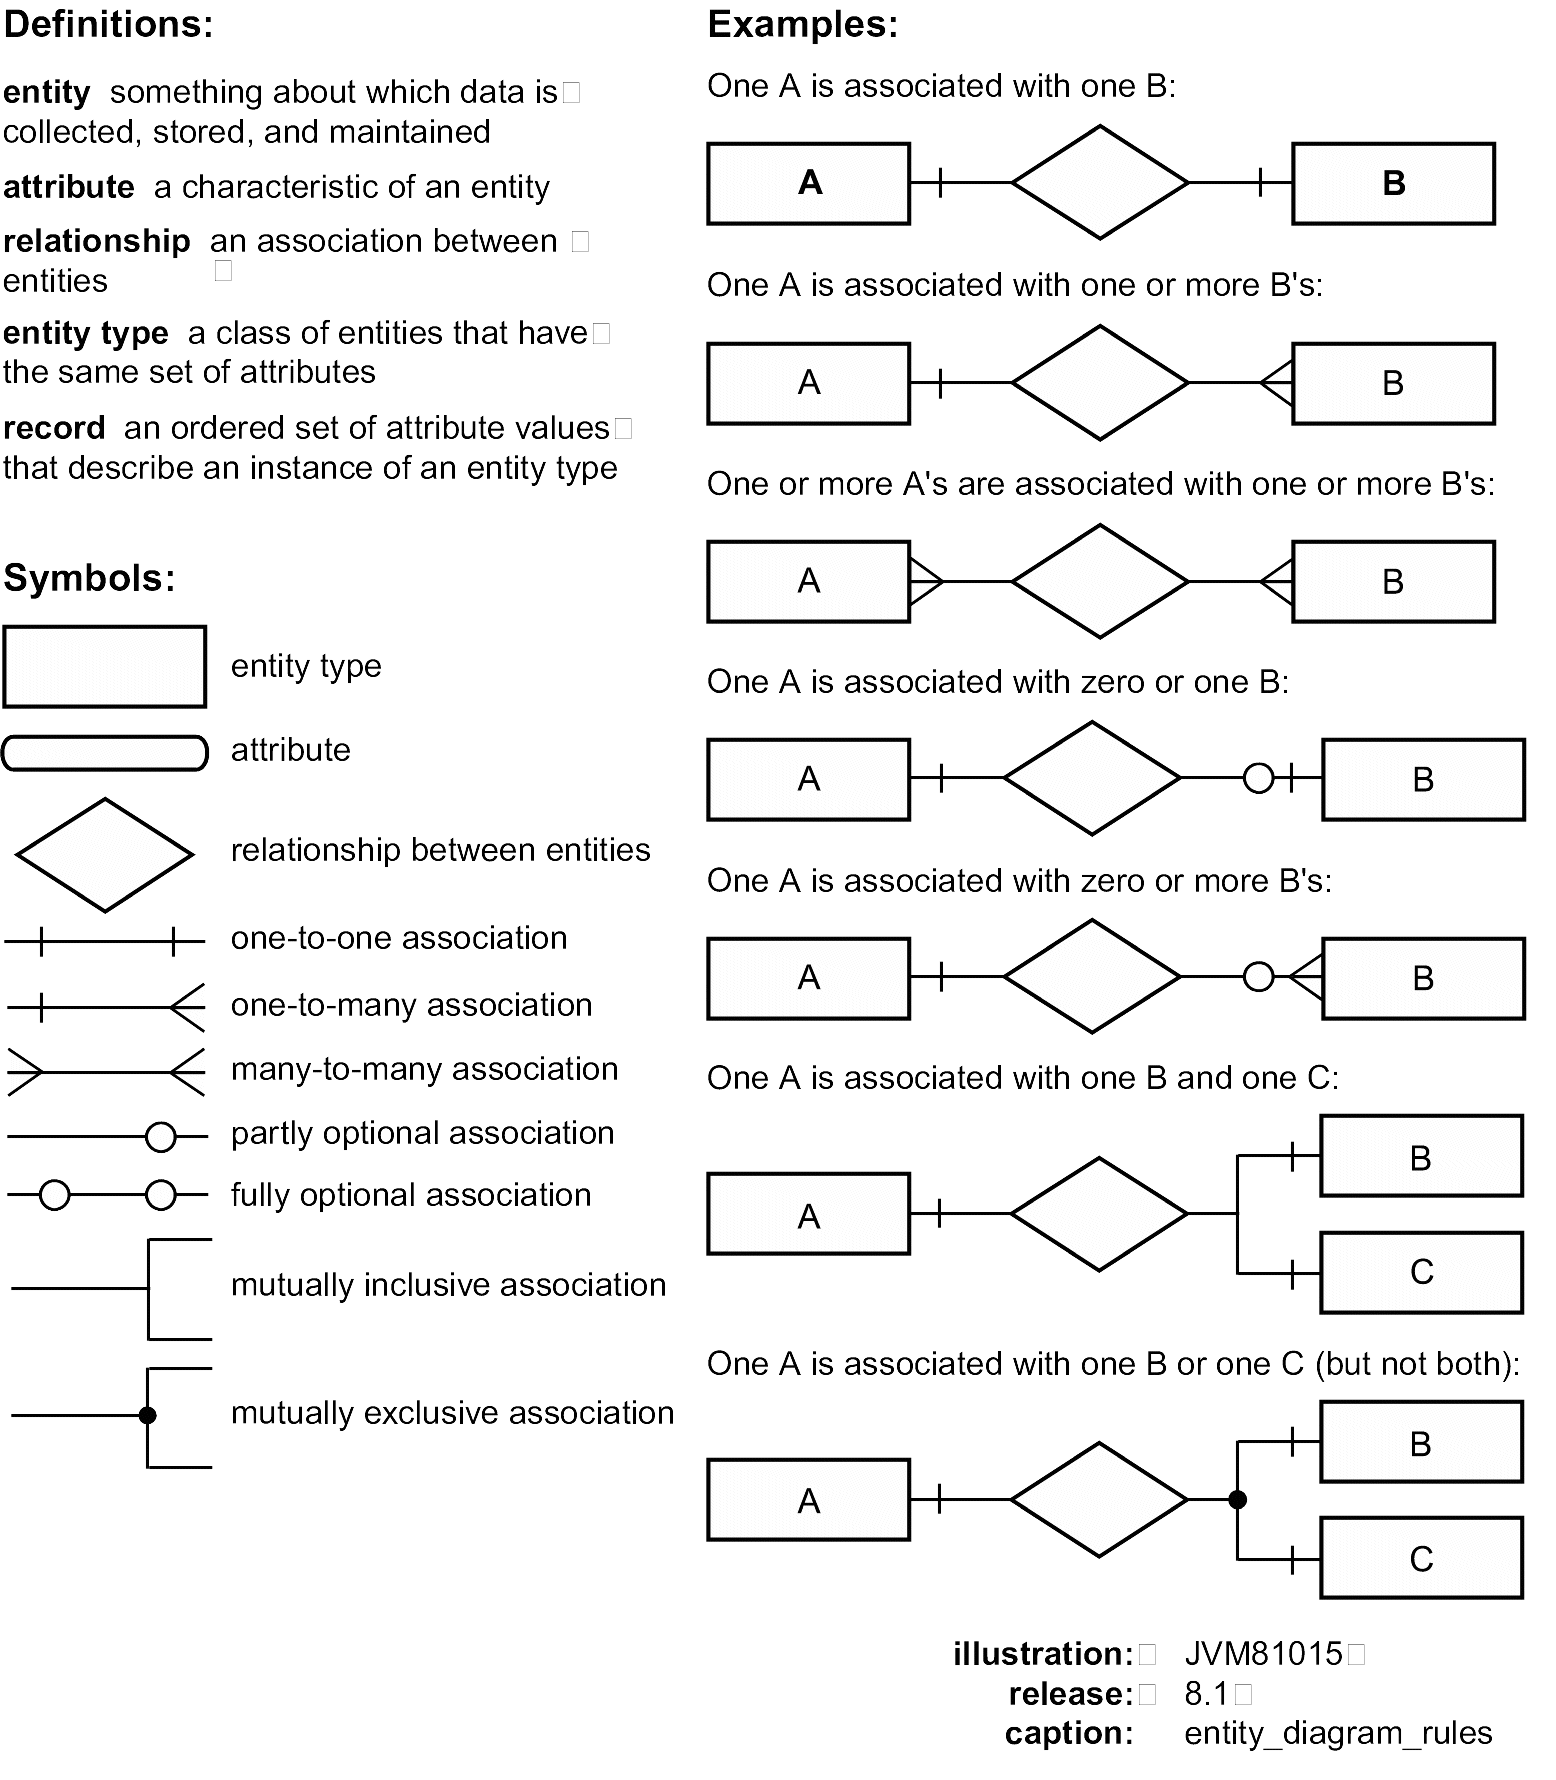 Definitions:
entity something about which data is
collected, stored, and maintained
attribute a characteristic of an entity
relationship an association between
entities
entity type a class of entities that have
the same set of attributes
record an ordered set of attribute values
that describe an instance of an entity type
Symbols:
entity type
attribute
relationship between entities
one-to-one association
one-to-many association
many-to-many association
partly optional association
fully optional association
mutually inclusive association
mutually exclusive association
Examples:
One A is associated with one B:
A B
One A is associated with one or more B's:
A B
One or more A's are associated with one or more B's:
A B
One A is associated with zero or one B:
A B
One A is associated with zero or more B's:
A B
One A is associated with one B and one C:
B
A
C
One A is associated with one B or one C (but not both):
B
A
C
illustration: JVM81015
release: 8.1
caption: entity_diagram_rules